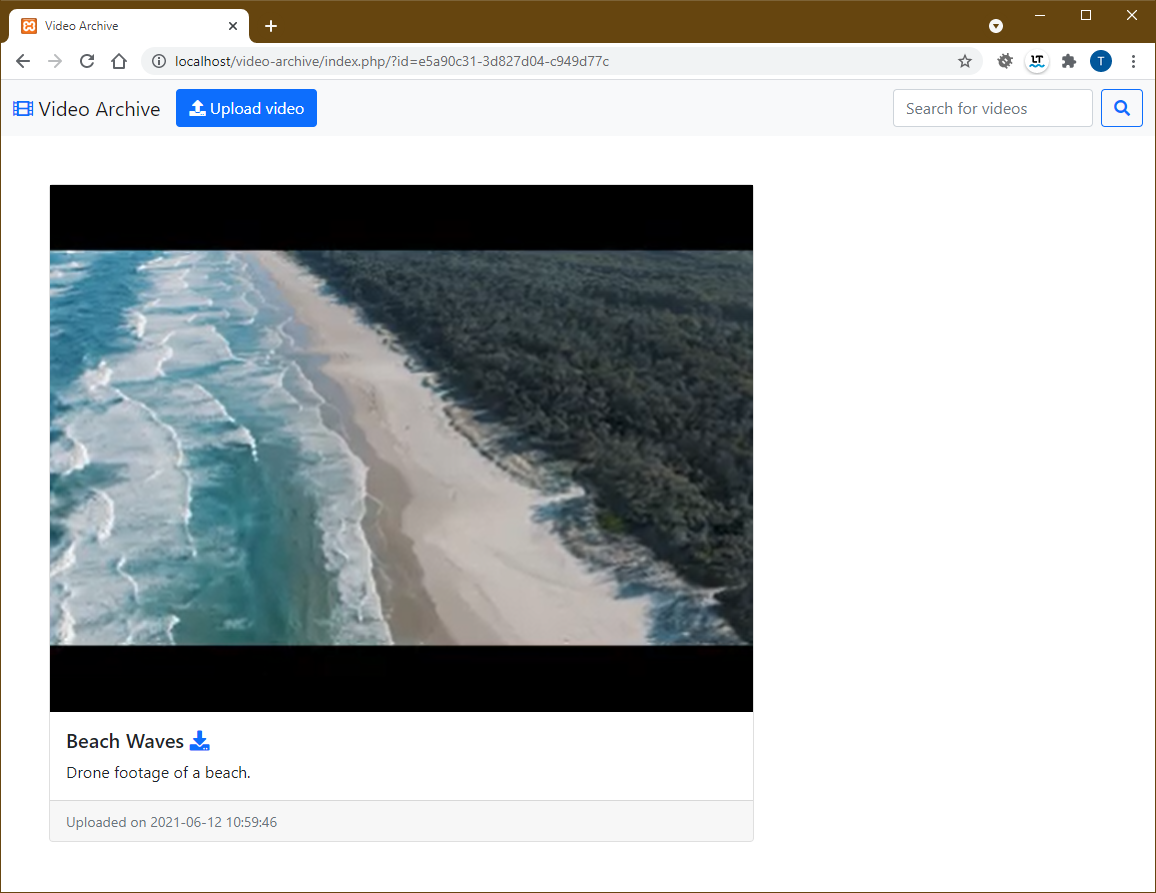 Video Archive
localhost/video-archive/index.php/?id=e5a90c31-3d827d04-c949d77c
LT
T
Video Archive
Upload video
Search for videos
Beach Waves
Drone footage of a beach.
Uploaded on 2021-06-12 10:59:46